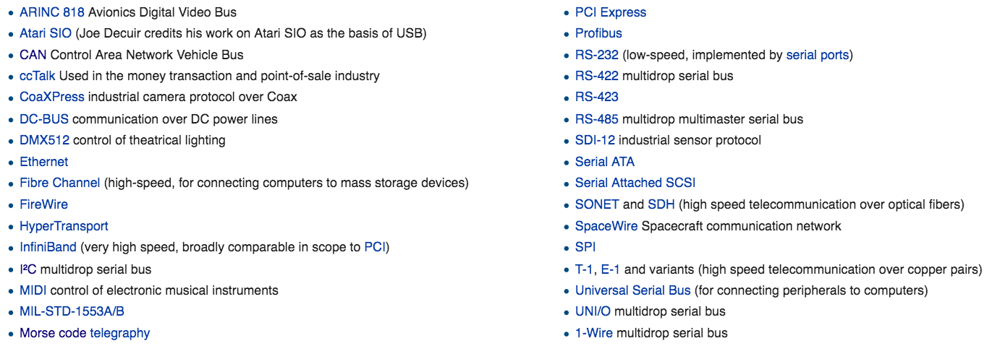 • ARINC 818 Avionics Digital Video Bus
• Atari SIO (Joe Decuir credits his work on Atari SIO as the basis of USB)
• CAN Control Area Network Vehicle Bus
• ccTalk Used in the money transaction and point-of-sale industry
• CoaXPress industrial camera protocol over Coax
• DC-BUS communication over DC power lines
• DMX512 control of theatrical lighting
• Ethernet
• Fibre Channel (high-speed, for connecting computers to mass storage devices)
• FireWire
• HyperTransport
• InfiniBand (very high speed, broadly comparable in scope to PCI)
• I²C multidrop serial bus
• MIDI control of electronic musical instruments
• MIL-STD-1553A/B
• Morse code telegraphy
• PCI Express
• Profibus
• RS-232 (low-speed, implemented by serial ports)
• RS-422 multidrop serial bus
• RS-423
• RS-485 multidrop multimaster serial bus
• SDI-12 industrial sensor protocol
• Serial ATA
• Serial Attached SCSI
• SONET and SDH (high speed telecommunication over optical fibers)
• SpaceWire Spacecraft communication network
• SPI
• T-1, E-1 and variants (high speed telecommunication over copper pairs)
• Universal Serial Bus (for connecting peripherals to computers)
• UNI/O multidrop serial bus
• 1-Wire multidrop serial bus